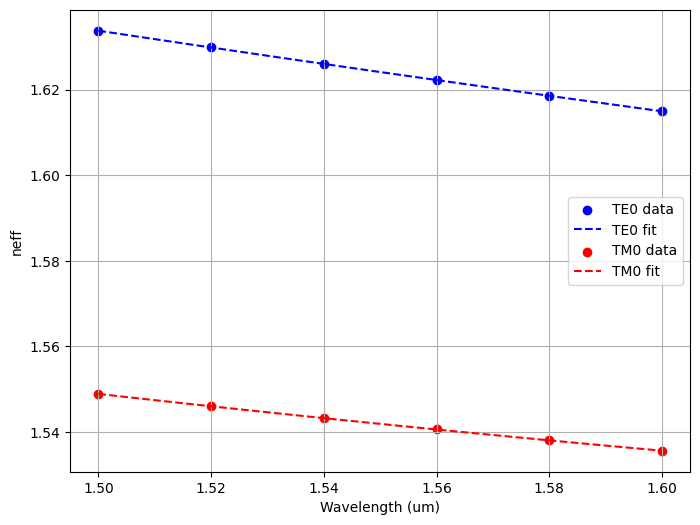 1.62
1.60
1.58
1.56
1.54
neff
TE0 data
TE0 fit
TM0 data
TM0 fit
1.50 1.52 1.54 1.56 1.58 1.60
Wavelength (um)